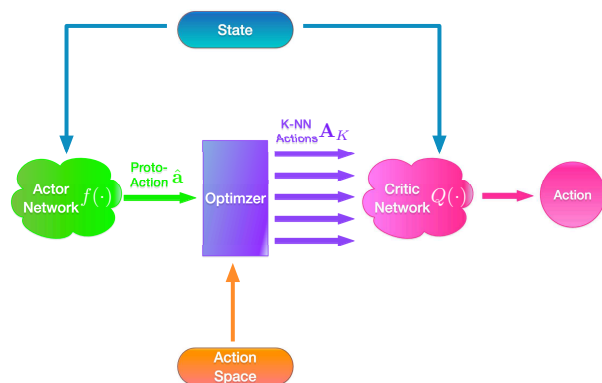 State
K-NN
Actions A_K
Proto-
Action â
Actor
Network f(·)
Optimzer
Critic
Network Q(·)
Action
Action
Space